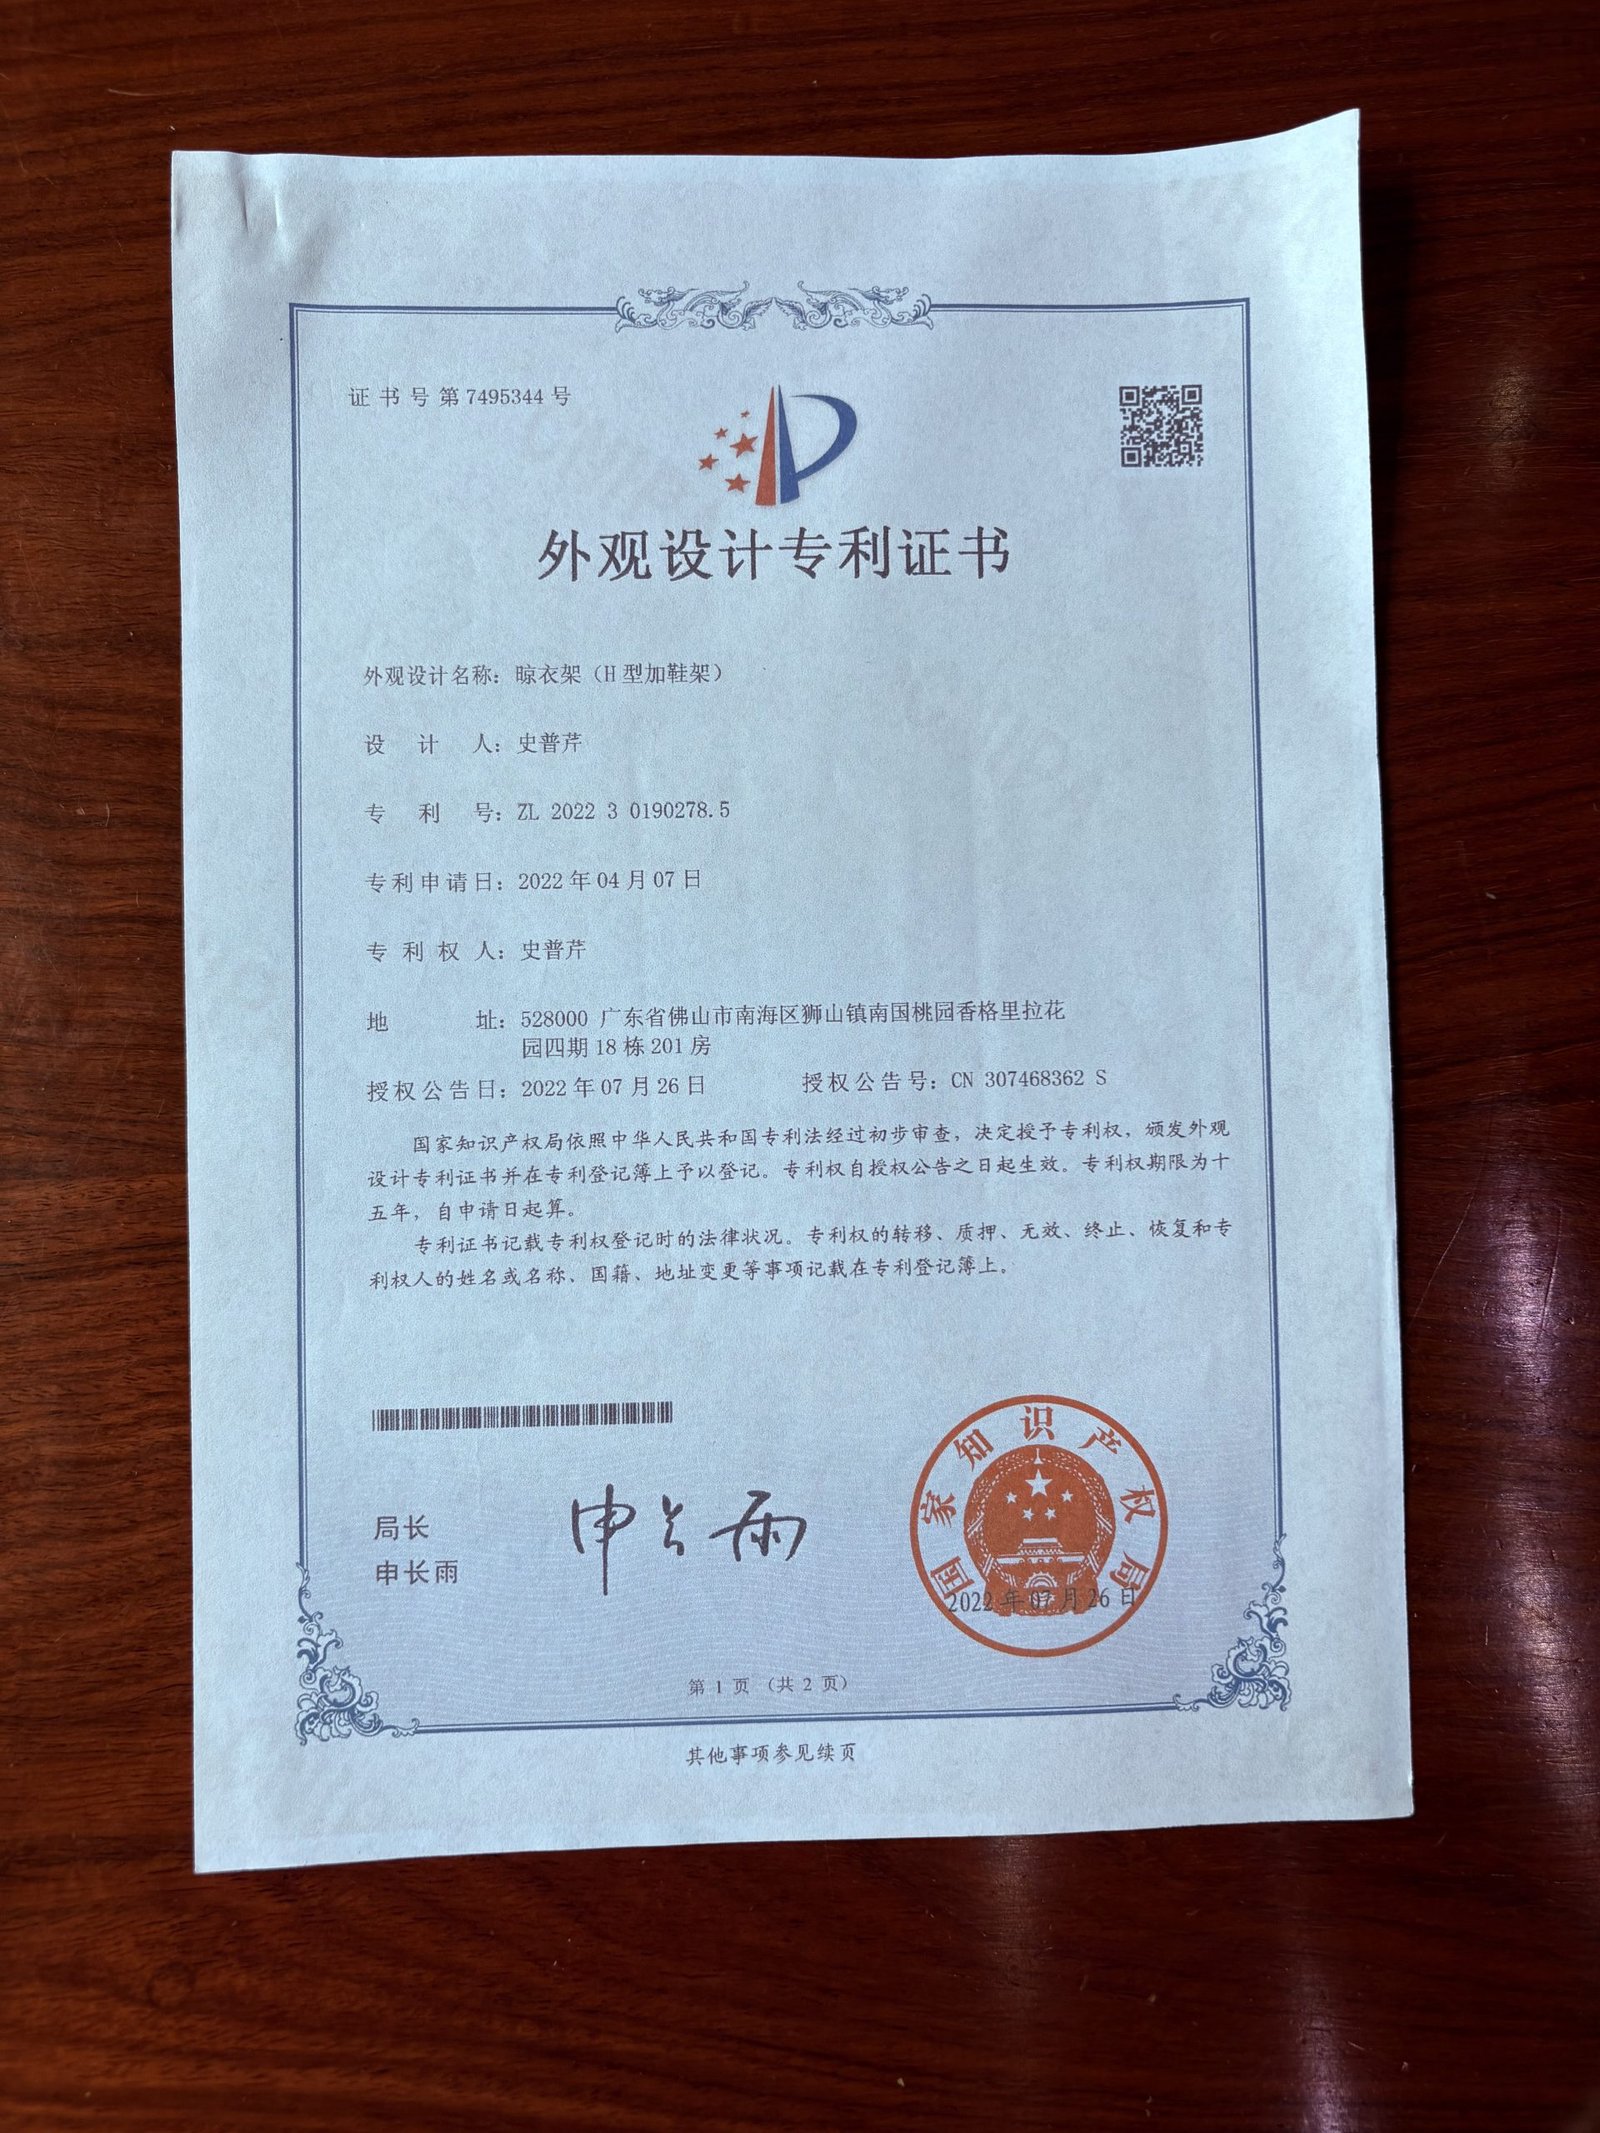 证书号第7495344号
外观设计专利证书
外观设计名称：晾衣架（H型加鞋架）
设计人：史普芹
专利号：ZL 2022 3 0190278.5
专利申请日：2022年04月07日
专利权人：史普芹
地址：528000 广东省佛山市南海区狮山镇南国桃园香格里拉花
园四期18栋201房
授权公告日：2022年07月26日 授权公告号：CN 307468362 S
国家知识产权局依照中华人民共和国专利法经过初步审查，决定授予专利权，颁发外观
设计专利证书并在专利登记簿上予以登记。专利权自授权公告之日起生效。专利权期限为十
五年，自申请日起算。
专利证书记载专利权登记时的法律状况。专利权的转移、质押、无效、终止、恢复和专
利权人的姓名或名称、国籍、地址变更等事项记载在专利登记簿上。
局长
申长雨
申长雨
国家知识产权局
2022年07月26日
第 1 页 （共 2 页）
其他事项参见续页